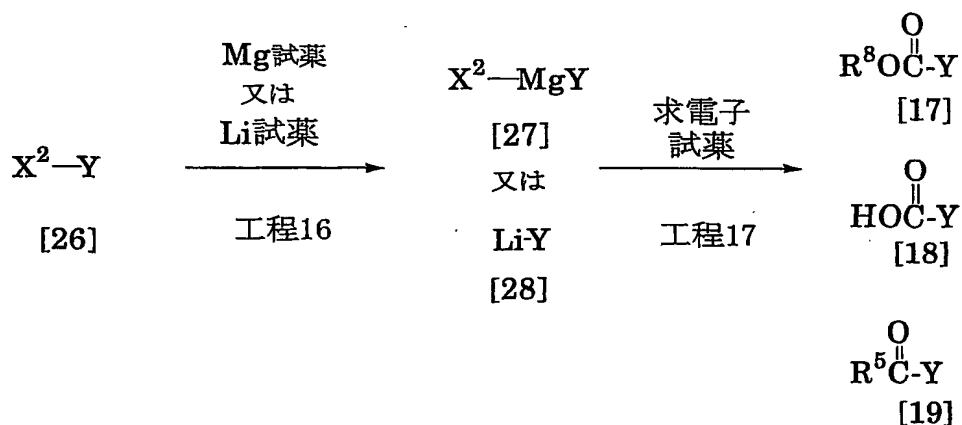 X²—Y
[26]
Mg試薬
又は
Li試薬
工程16
X²—MgY
[27]
又は
Li-Y
[28]
求電子
試薬
工程17
O
R⁸OC-Y
[17]
O
HOC-Y
[18]
O
R⁵C-Y
[19]